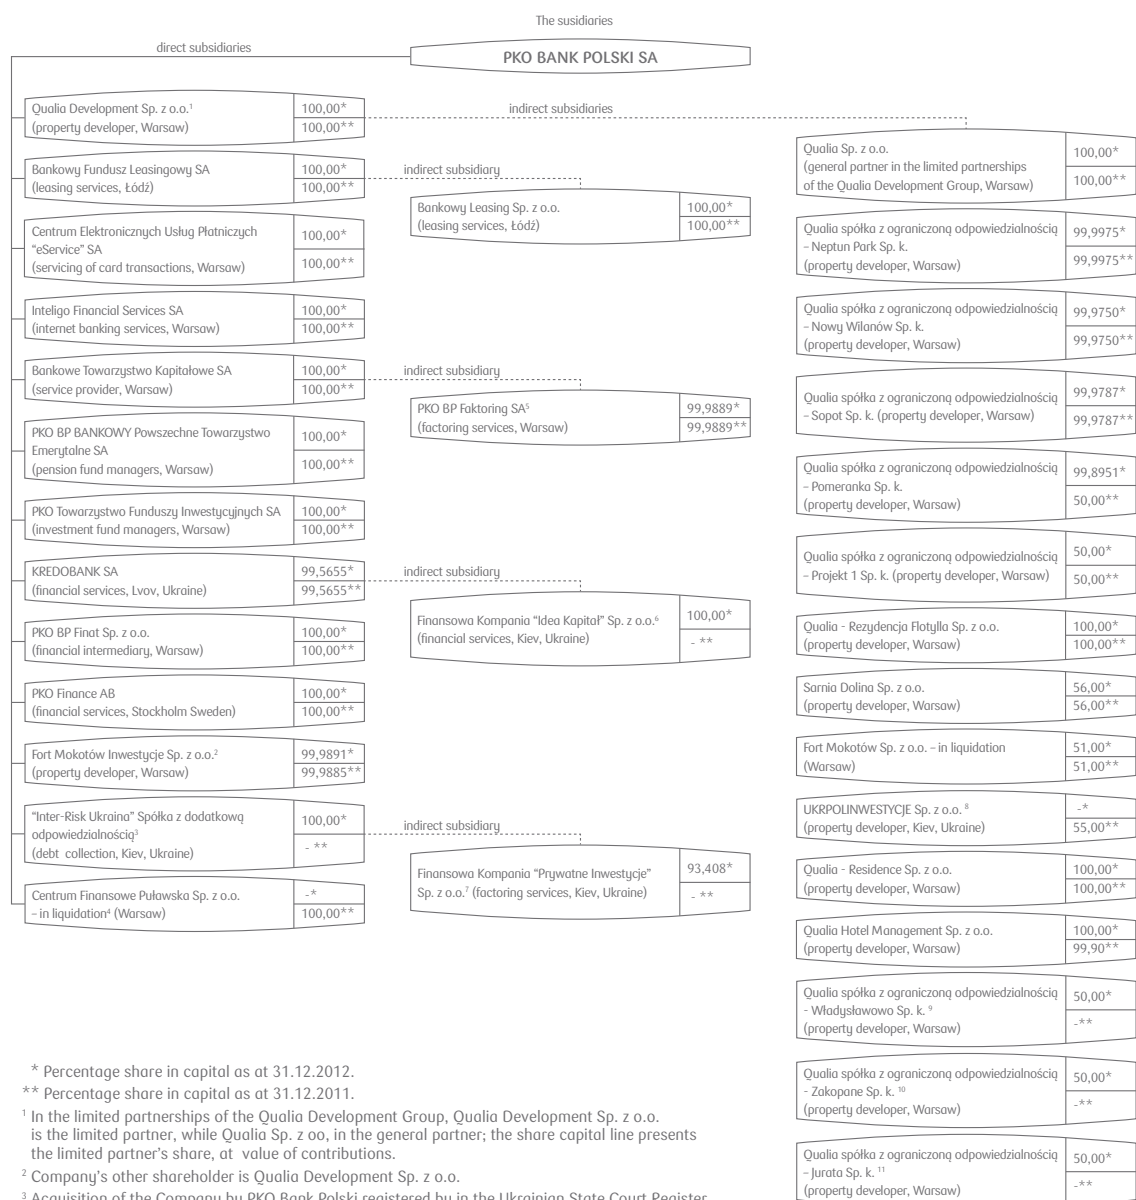 The susidiaries
direct subsidiaries
PKO BANK POLSKI SA
Qualia Development Sp. z o.o.¹
(property developer, Warsaw)
100,00*
100,00**
indirect subsidiaries
Bankowy Fundusz Leasingowy SA
(leasing services, Łódź)
100,00*
100,00**
indirect subsidiary
Bankowy Leasing Sp. z o.o.
(leasing services, Łódź)
100,00*
100,00**
Centrum Elektronicznych Usług Płatniczych
“eService” SA
(servicing of card transactions, Warsaw)
100,00*
100,00**
Inteligo Financial Services SA
(internet banking services, Warsaw)
100,00*
100,00**
Bankowe Towarzystwo Kapitałowe SA
(service provider, Warsaw)
100,00*
100,00**
indirect subsidiary
PKO BP Faktoring SA⁵
(factoring services, Warsaw)
99,9889*
99,9889**
PKO BP BANKOWY Powszechne Towarzystwo
Emerytalne SA
(pension fund managers, Warsaw)
100,00*
100,00**
PKO Towarzystwo Funduszy Inwestycyjnych SA
(investment fund managers, Warsaw)
100,00*
100,00**
KREDOBANK SA
(financial services, Lvov, Ukraine)
99,5655*
99,5655**
indirect subsidiary
Finansowa Kompania “Idea Kapitał” Sp. z o.o.⁶
(financial services, Kiev, Ukraine)
100,00*
- **
PKO BP Finat Sp. z o.o.
(financial intermediary, Warsaw)
100,00*
100,00**
PKO Finance AB
(financial services, Stockholm Sweden)
100,00*
100,00**
Fort Mokotów Inwestycje Sp. z o.o.²
(property developer, Warsaw)
99,9891*
99,9885**
“Inter-Risk Ukraina” Spółka z dodatkową
odpowiedzialnością³
(debt collection, Kiev, Ukraine)
100,00*
- **
indirect subsidiary
Finansowa Kompania “Prywatne Inwestycje”
Sp. z o.o.⁷ (factoring services, Kiev, Ukraine)
93,408*
- **
Centrum Finansowe Puławska Sp. z o.o.
– in liquidation⁴ (Warsaw)
-*
100,00**
Qualia Sp. z o.o.
(general partner in the limited partnerships
of the Qualia Development Group, Warsaw)
100,00*
100,00**
Qualia spółka z ograniczoną odpowiedzialnością
– Neptun Park Sp. k.
(property developer, Warsaw)
99,9975*
99,9975**
Qualia spółka z ograniczoną odpowiedzialnością
– Nowy Wilanów Sp. k.
(property developer, Warsaw)
99,9750*
99,9750**
Qualia spółka z ograniczoną odpowiedzialnością
– Sopot Sp. k. (property developer, Warsaw)
99,9787*
99,9787**
Qualia spółka z ograniczoną odpowiedzialnością
– Pomeranka Sp. k.
(property developer, Warsaw)
99,8951*
50,00**
Qualia spółka z ograniczoną odpowiedzialnością
– Projekt 1 Sp. k. (property developer, Warsaw)
50,00*
50,00**
Qualia - Rezydencja Flotylla Sp. z o.o.
(property developer, Warsaw)
100,00*
100,00**
Sarnia Dolina Sp. z o.o.
(property developer, Warsaw)
56,00*
56,00**
Fort Mokotów Sp. z o.o. – in liquidation
(Warsaw)
51,00*
51,00**
UKRPOLINWESTYCJE Sp. z o.o. ⁸
(property developer, Kiev, Ukraine)
-*
55,00**
Qualia - Residence Sp. z o.o.
(property developer, Warsaw)
100,00*
100,00**
Qualia Hotel Management Sp. z o.o.
(property developer, Warsaw)
100,00*
99,90**
Qualia spółka z ograniczoną odpowiedzialnością
- Władysławowo Sp. k. ⁹
(property developer, Warsaw)
50,00*
-**
Qualia spółka z ograniczoną odpowiedzialnością
- Zakopane Sp. k. ¹⁰
(property developer, Warsaw)
50,00*
-**
Qualia spółka z ograniczoną odpowiedzialnością
– Jurata Sp. k. ¹¹
(property developer, Warsaw)
50,00*
-**
* Percentage share in capital as at 31.12.2012.
** Percentage share in capital as at 31.12.2011.
¹ In the limited partnerships of the Qualia Development Group, Qualia Development Sp. z o.o.
is the limited partner, while Qualia Sp. z oo, in the general partner; the share capital line presents
the limited partner’s share, at value of contributions.
² Company’s other shareholder is Qualia Development Sp. z o.o.
³ Acquisition of the Company by PKO Bank Polski registered by in the Ukrainian State Court Register